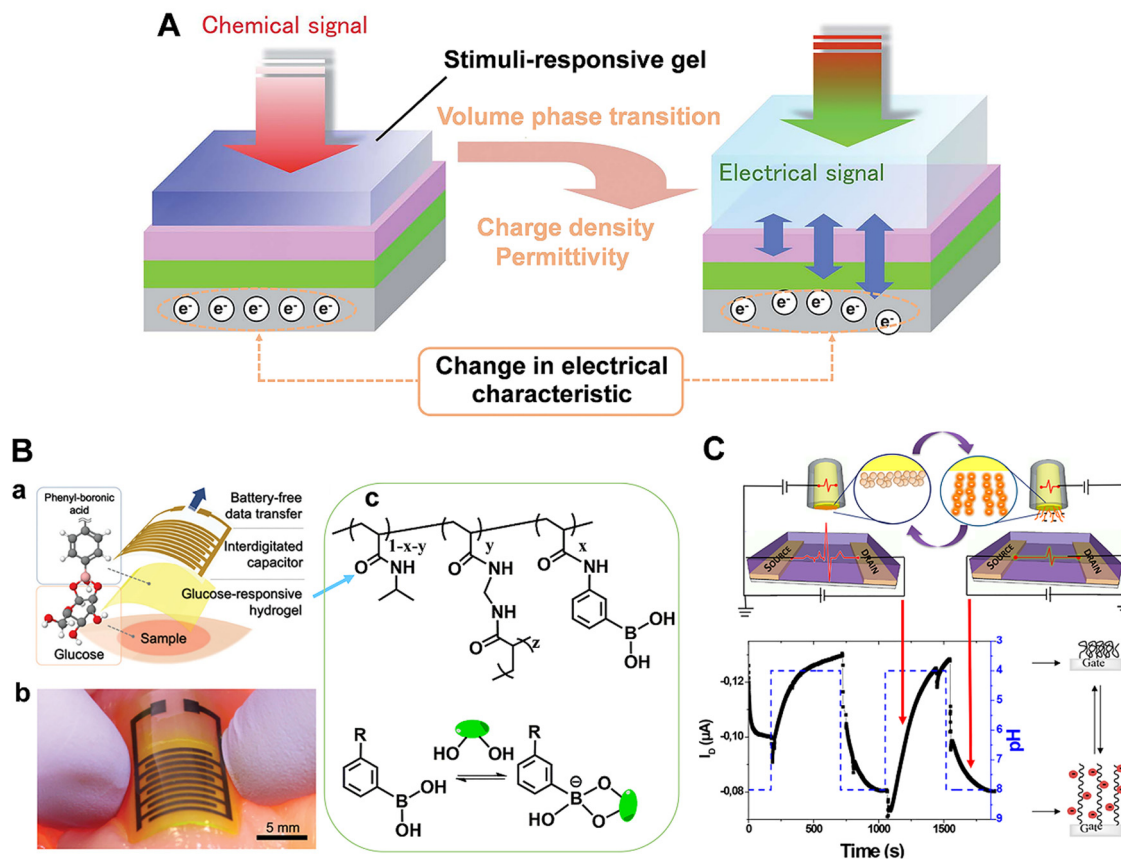 A
Chemical signal
Stimuli-responsive gel
Volume phase transition
Electrical signal
Charge density
Permittivity
e- e- e- e- e-
e- e- e- e- e-
Change in electrical
characteristic
B
a
Phenyl-boronic
acid
Glucose
Battery-free
data transfer
Interdigitated
capacitor
Glucose-responsive
hydrogel
Sample
b
5 mm
c
1-x-y
y
x
O
NH
O
NH
O
NH
NH
O
z
B
OH
OH
R
B
OH
OH
HO
OH
R
B
HO
O
O
C
SOURCE
DRAIN
SOURCE
DRAIN
-0,12
-0,10
-0,08
ID (µA)
0
500
1000
1500
Time (s)
3
4
5
6
7
8
9
pH
Gate
Gate